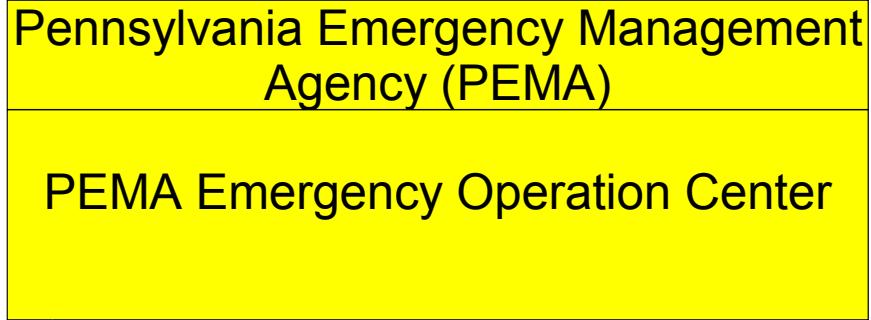 Pennsylvania Emergency Management
Agency (PEMA)
PEMA Emergency Operation Center